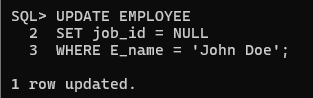 SQL> UPDATE EMPLOYEE
  2  SET job_id = NULL
  3  WHERE E_name = 'John Doe';
1 row updated.